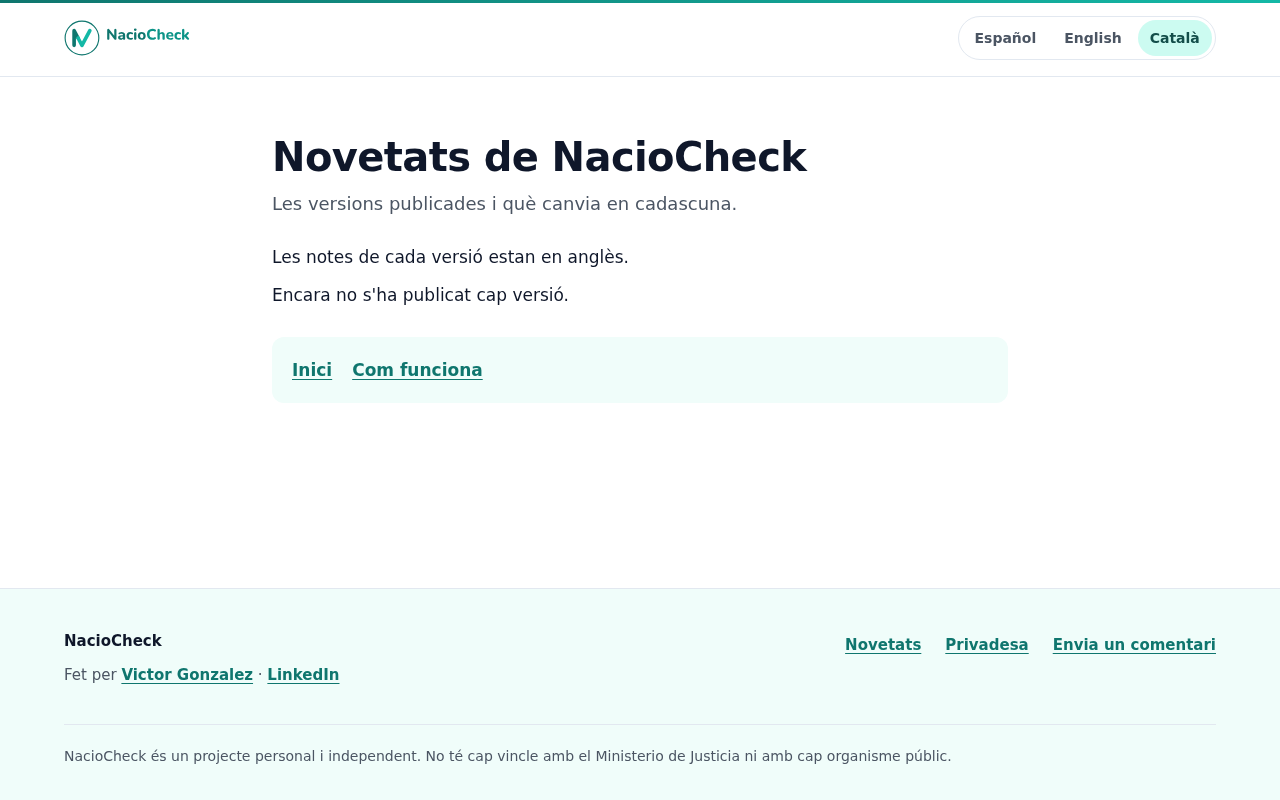 NacioCheck
Español English Català
Novetats de NacioCheck
Les versions publicades i què canvia en cadascuna.
Les notes de cada versió estan en anglès.
Encara no s'ha publicat cap versió.
Inici Com funciona
NacioCheck
Fet per Victor Gonzalez · LinkedIn
Novetats Privadesa Envia un comentari
NacioCheck és un projecte personal i independent. No té cap vincle amb el Ministerio de Justicia ni amb cap organisme públic.